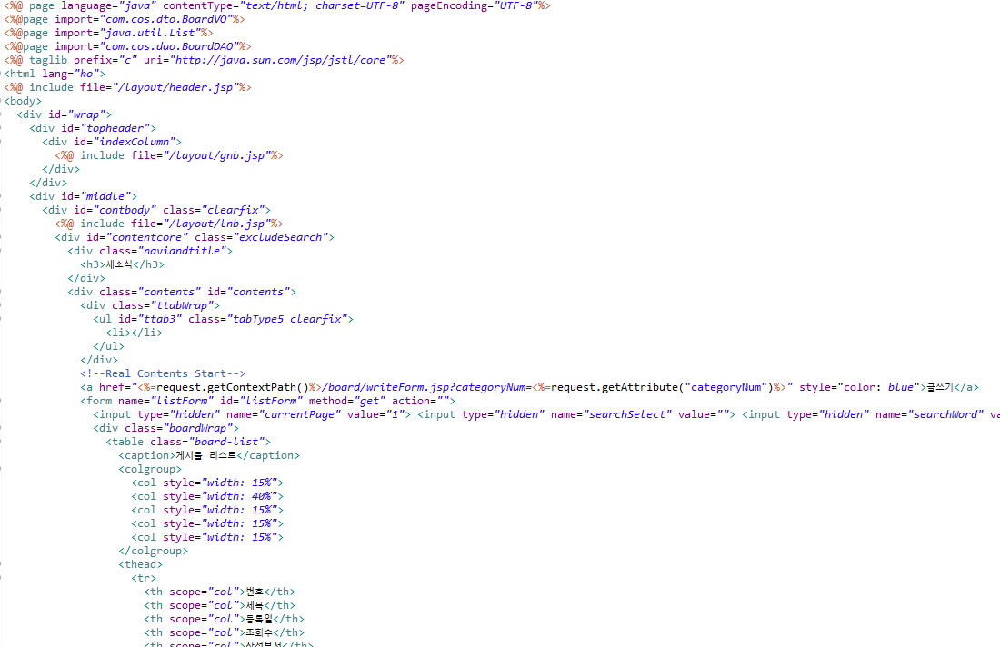 <%@ page language="java" contentType="text/html; charset=UTF-8" pageEncoding="UTF-8"%>
<%@page import="com.cos.dto.BoardVO"%>
<%@page import="java.util.List"%>
<%@page import="com.cos.dao.BoardDAO"%>
<%@ taglib prefix="c" uri="http://java.sun.com/jsp/jstl/core"%>
<html lang="ko">
<%@ include file="/layout/header.jsp"%>
<body>
<div id="wrap">
<div id="topheader">
<div id="indexColumn">
<%@ include file="/layout/gnb.jsp"%>
</div>
</div>
<div id="middle">
<div id="contbody" class="clearfix">
<%@ include file="/layout/lnb.jsp"%>
<div id="contentcore" class="excludeSearch">
<div class="naviandtitle">
<h3>새소식</h3>
</div>
<div class="contents" id="contents">
<div class="ttabWrap">
<ul id="ttab3" class="tabType5 clearfix">
<li></li>
</ul>
</div>
<!--Real Contents Start-->
<a href="<%=request.getContextPath()%>/board/writeForm.jsp?categoryNum=<%=request.getAttribute("categoryNum")%>" style="color: blue">글쓰기</a>
<form name="listForm" id="listForm" method="get" action="">
<input type="hidden" name="currentPage" value="1"> <input type="hidden" name="searchSelect" value=""> <input type="hidden" name="searchWord" va
<div class="boardWrap">
<table class="board-list">
<caption>게시물 리스트</caption>
<colgroup>
<col style="width: 15%">
<col style="width: 40%">
<col style="width: 15%">
<col style="width: 15%">
<col style="width: 15%">
</colgroup>
<thead>
<tr>
<th scope="col">번호</th>
<th scope="col">제목</th>
<th scope="col">등록일</th>
<th scope="col">조회수</th>
<th scope="col">작성부서</th>